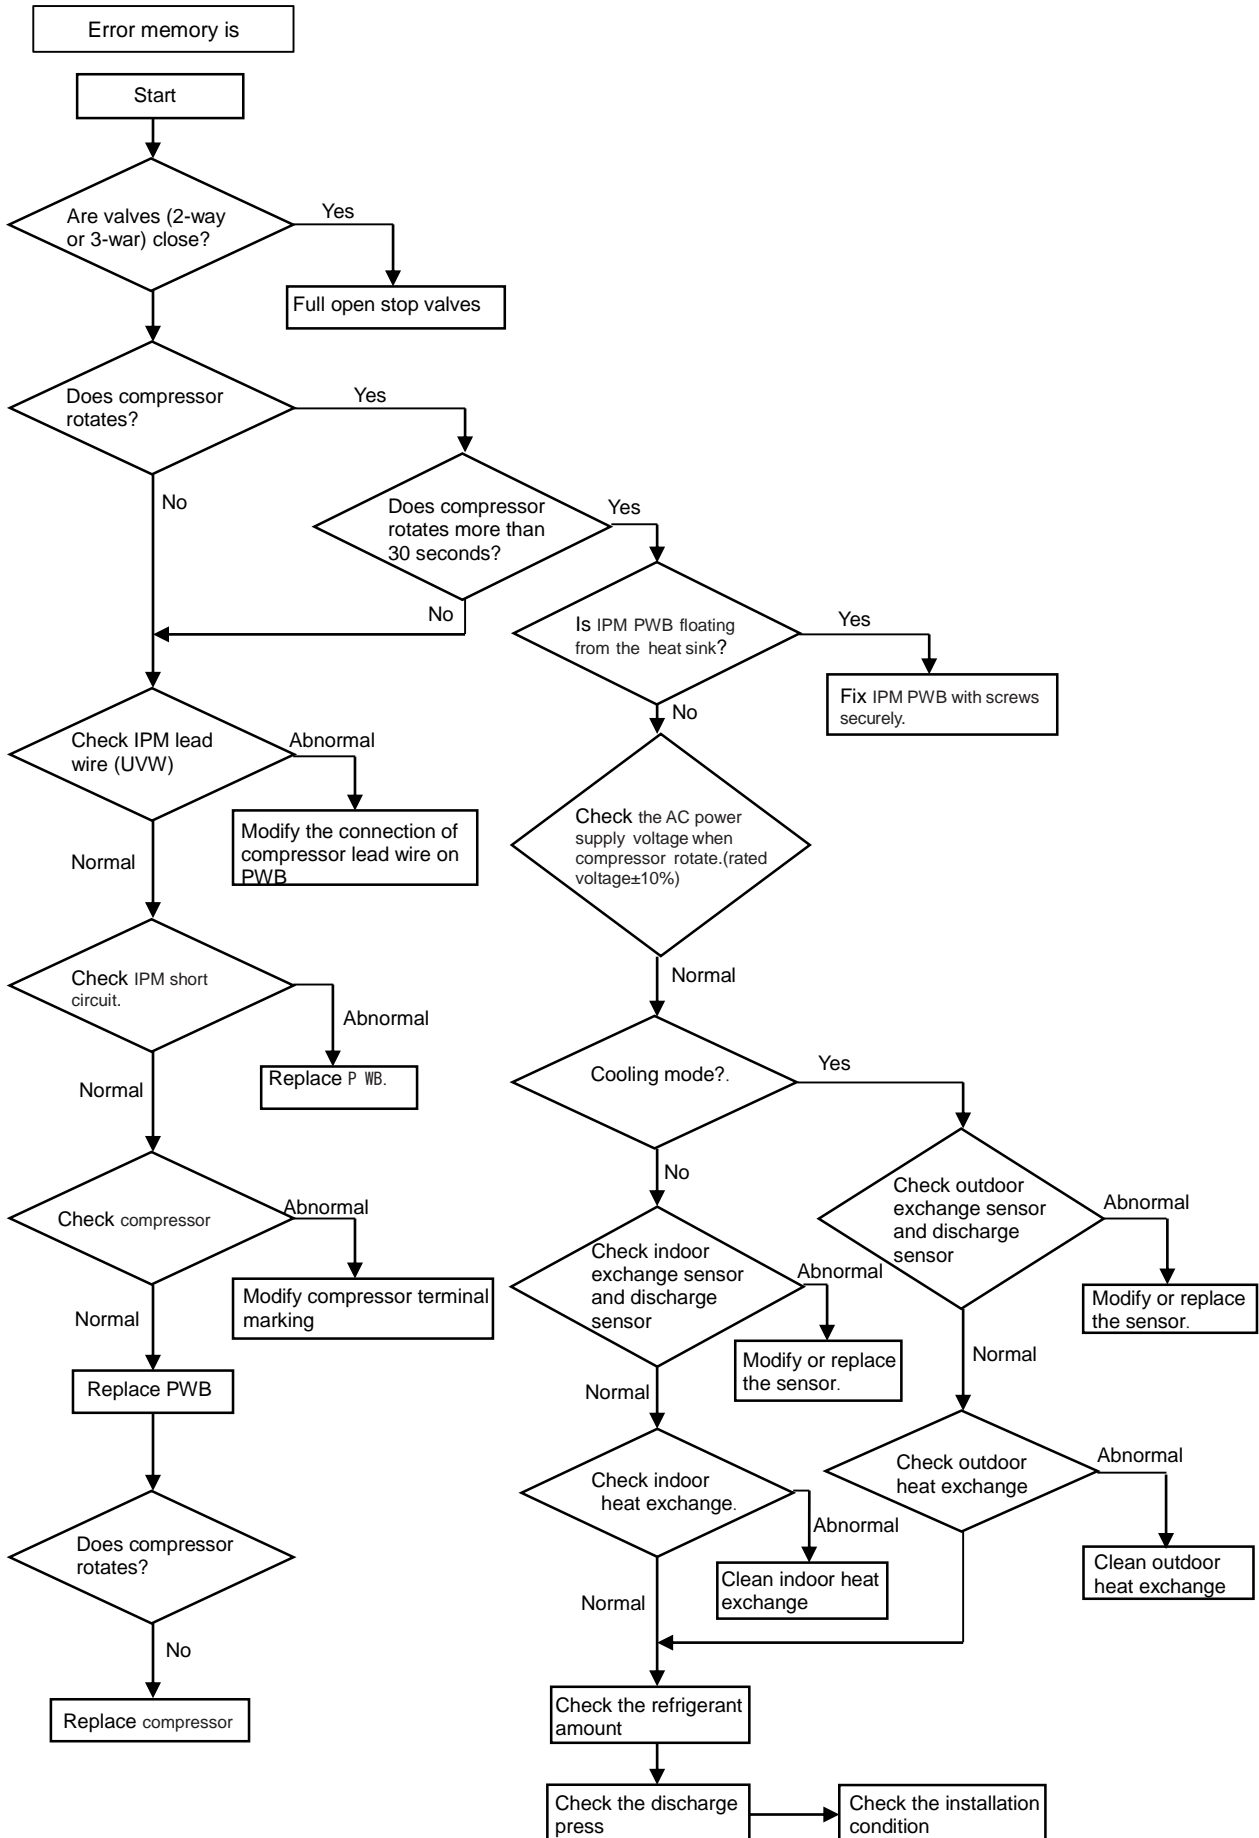 Error memory is
Start
Are valves (2-way
or 3-war) close?
Yes
Full open stop valves
Does compressor
rotates?
Yes
No
Does compressor
rotates more than
30 seconds?
Yes
No
Is IPM PWB floating
from the heat sink?
Yes
Fix IPM PWB with screws
securely.
No
Check IPM lead
wire (UVW)
Abnormal
Modify the connection of
compressor lead wire on
PWB
Normal
Check the AC power
supply voltage when
compressor rotate.(rated
voltage±10%)
Normal
Check IPM short
circuit.
Abnormal
Replace P WB.
Normal
Cooling mode?.
Yes
No
Check compressor
Abnormal
Modify compressor terminal
marking
Normal
Replace PWB
Does compressor
rotates?
No
Replace compressor
Check indoor
exchange sensor
and discharge
sensor
Abnormal
Modify or replace
the sensor.
Normal
Check indoor
heat exchange.
Abnormal
Clean indoor heat
exchange
Normal
Check outdoor
exchange sensor
and discharge
sensor
Abnormal
Modify or replace
the sensor.
Normal
Check outdoor
heat exchange
Abnormal
Clean outdoor
heat exchange
Check the refrigerant
amount
Check the discharge
press
Check the installation
condition